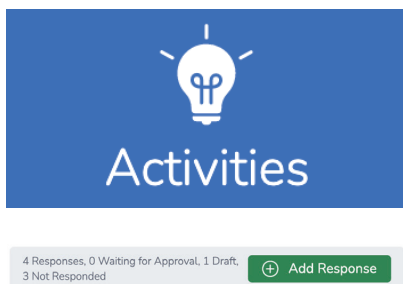 Activities
4 Responses, 0 Waiting for Approval, 1 Draft,
3 Not Responded
Add Response